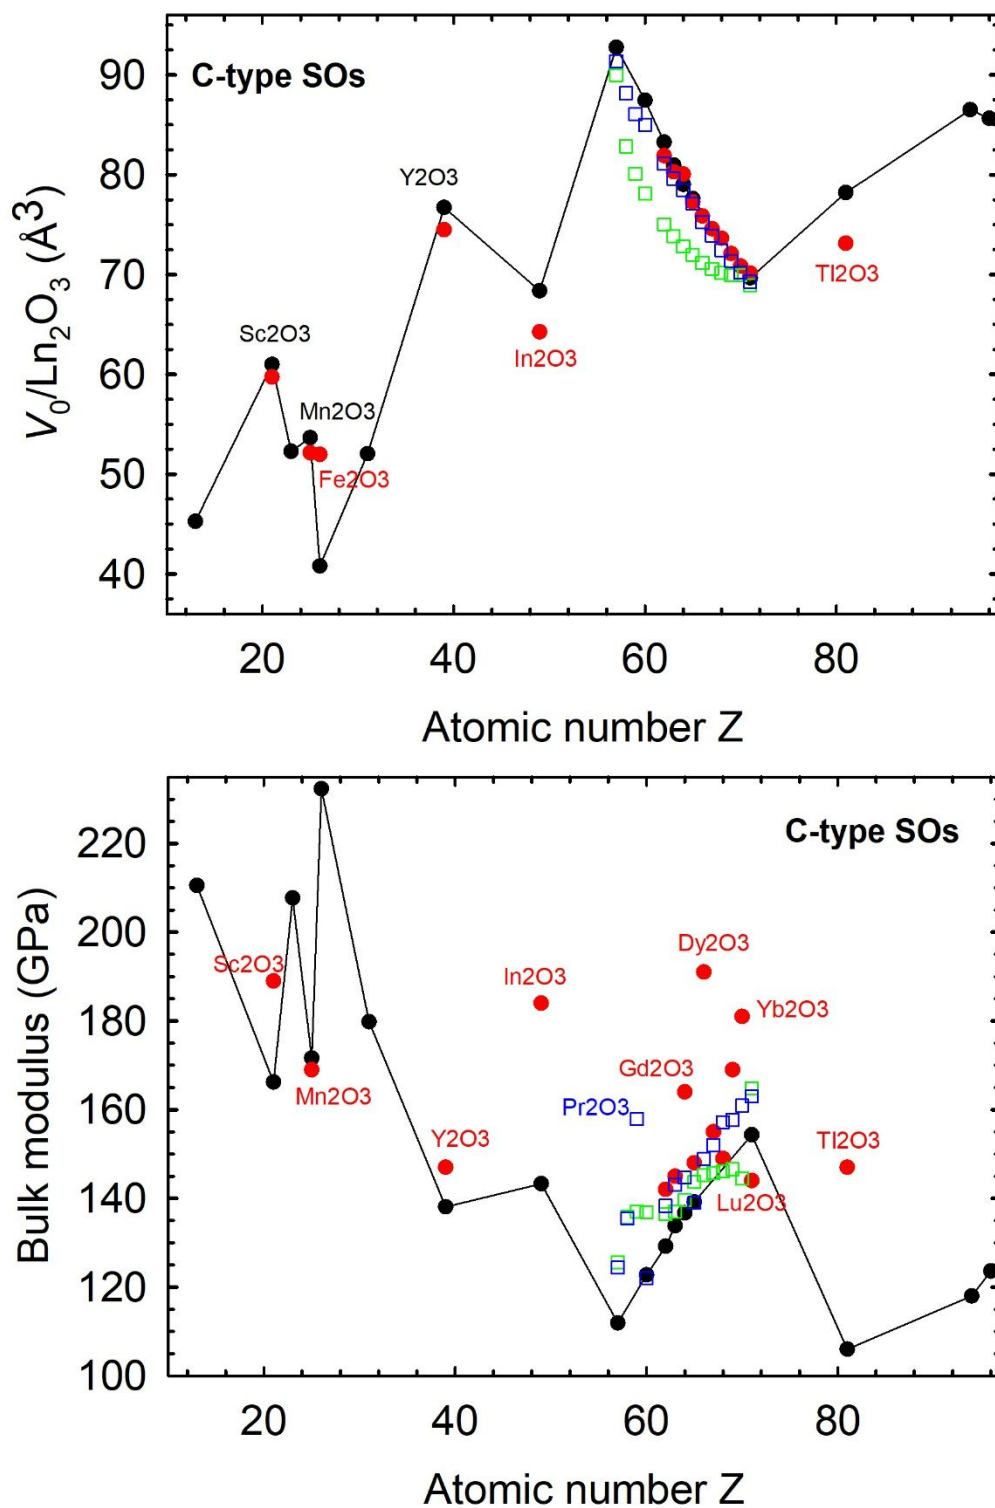 C-type SOs
90
80
70
60
50
40
V₀/Ln₂O₃ (Å³)
Y2O3
Sc2O3
Mn2O3
Fe2O3
In2O3
Tl2O3
20 40 60 80
Atomic number Z
C-type SOs
220
200
180
160
140
120
100
Bulk modulus (GPa)
Sc2O3
In2O3
Dy2O3
Yb2O3
Gd2O3
Mn2O3
Pr2O3
Y2O3
Tl2O3
Lu2O3
20 40 60 80
Atomic number Z